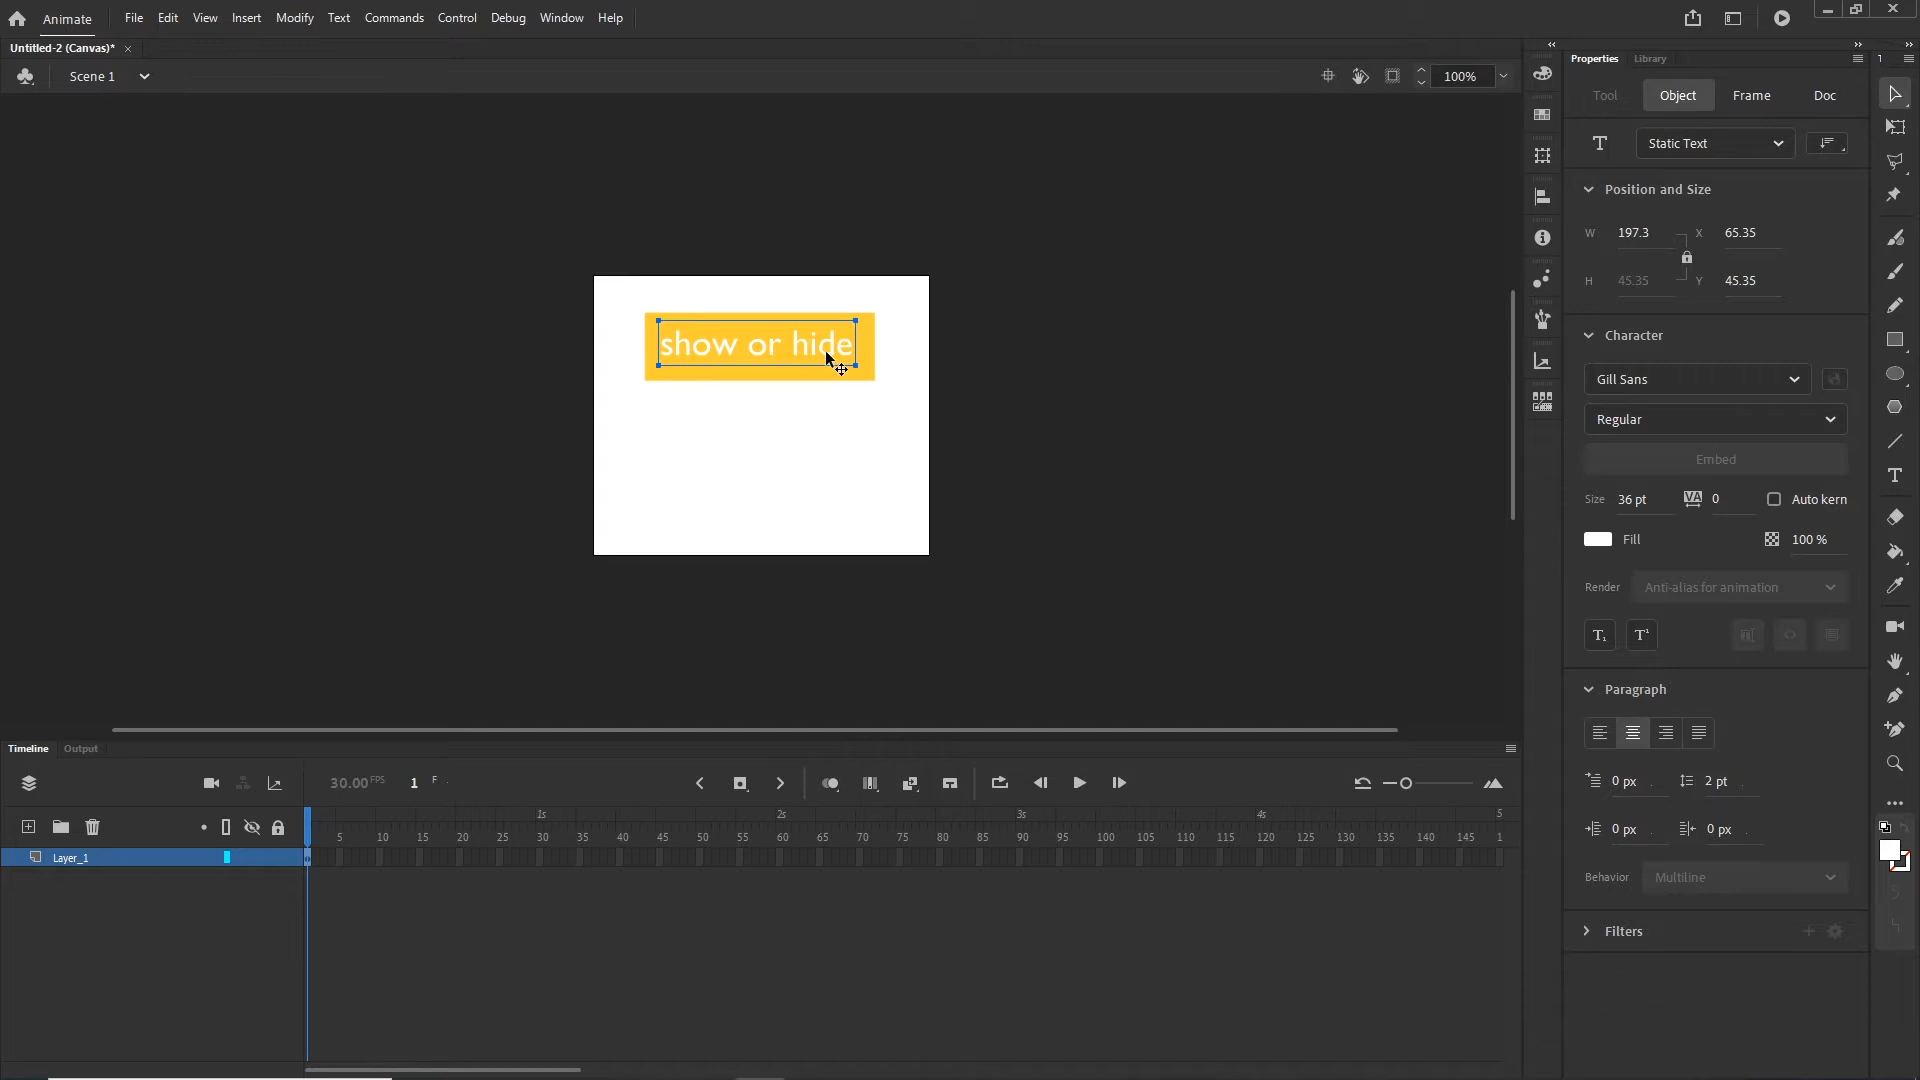 Animate File Edit View Insert Modify Text Commands Control Debug Window Help
Untitled-2 (Canvas)*
Scene 1
100%
show or hide
Properties Library
Tool Object Frame Doc
Static Text
Position and Size
W 197.3 X 65.35
H 45.35 Y 45.35
Character
Gill Sans
Regular
Embed
Size 36 pt VA 0 Auto kern
Fill 100 %
Render Anti-alias for animation
T₁ T¹
Paragraph
0 px 2 pt
0 px 0 px
Behavior Multiline
Filters
Timeline Output
30.00 FPS 1 F
1s 2s 3s 4s 5
5 10 15 20 25 30 35 40 45 50 55 60 65 70 75 80 85 90 95 100 105 110 115 120 125 130 135 140 145 1
Layer_1